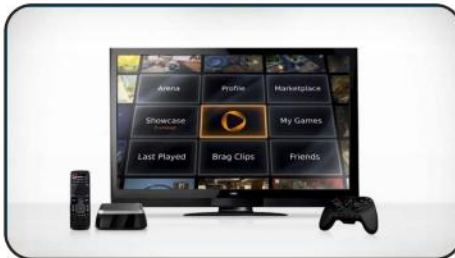 Arena Profile Marketplace
Showcase My Games
Last Played Brag Clips Friends